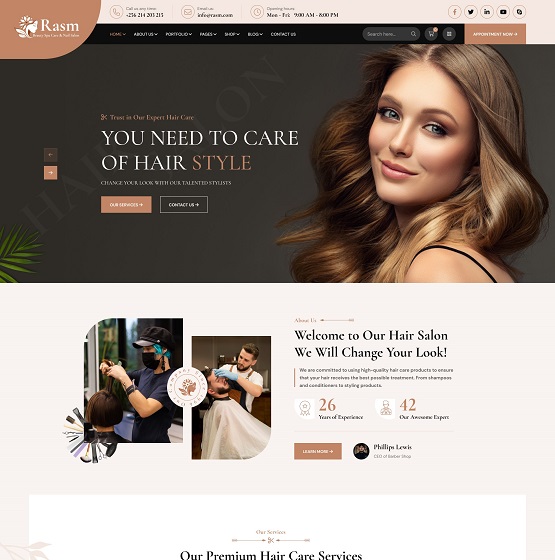 Rasm
Beauty Spa Care & Nail Salon
Call us any time:
+256 214 203 215
Email us:
info@rasm.com
Opening hours:
Mon - Fri: 9:00 AM - 8:00 PM
HOME
ABOUT US
PORTFOLIO
PAGES
SHOP
BLOG
CONTACT US
Search here...
APPOINTMENT NOW
HAIR SALON
Trust in Our Expert Hair Care
YOU NEED TO CARE
OF HAIR STYLE
CHANGE YOUR LOOK WITH OUR TALENTED STYLISTS
OUR SERVICES
CONTACT US
About Us
Welcome to Our Hair Salon
We Will Change Your Look!
We are committed to using high-quality hair care products to ensure
that your hair receives the best possible treatment. From shampoos
and conditioners to styling products.
26
Years of Experience
42
Our Awesome Expert
LEARN MORE
Phillips Lewis
CEO of Barber Shop
Our Services
Our Premium Hair Care Services